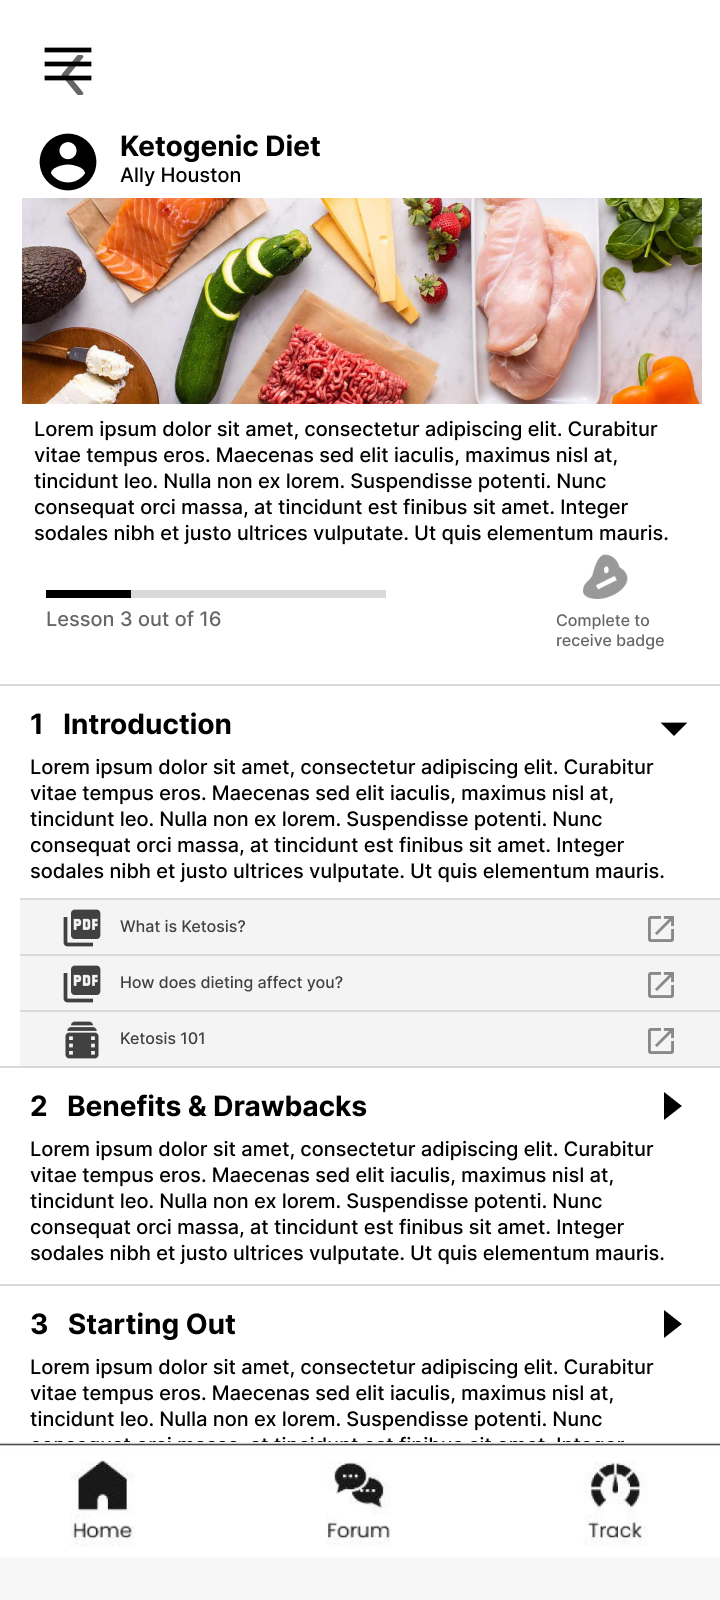 Ketogenic Diet
Ally Houston
Lorem ipsum dolor sit amet, consectetur adipiscing elit. Curabitur
vitae tempus eros. Maecenas sed elit iaculis, maximus nisl at,
tincidunt leo. Nulla non ex lorem. Suspendisse potenti. Nunc
consequat orci massa, at tincidunt est finibus sit amet. Integer
sodales nibh et justo ultrices vulputate. Ut quis elementum mauris.
Lesson 3 out of 16
Complete to
receive badge
1 Introduction
Lorem ipsum dolor sit amet, consectetur adipiscing elit. Curabitur
vitae tempus eros. Maecenas sed elit iaculis, maximus nisl at,
tincidunt leo. Nulla non ex lorem. Suspendisse potenti. Nunc
consequat orci massa, at tincidunt est finibus sit amet. Integer
sodales nibh et justo ultrices vulputate. Ut quis elementum mauris.
PDF What is Ketosis?
PDF How does dieting affect you?
Ketosis 101
2 Benefits & Drawbacks
Lorem ipsum dolor sit amet, consectetur adipiscing elit. Curabitur
vitae tempus eros. Maecenas sed elit iaculis, maximus nisl at,
tincidunt leo. Nulla non ex lorem. Suspendisse potenti. Nunc
consequat orci massa, at tincidunt est finibus sit amet. Integer
sodales nibh et justo ultrices vulputate. Ut quis elementum mauris.
3 Starting Out
Lorem ipsum dolor sit amet, consectetur adipiscing elit. Curabitur
vitae tempus eros. Maecenas sed elit iaculis, maximus nisl at,
tincidunt leo. Nulla non ex lorem. Suspendisse potenti. Nunc
consequat orci massa, at tincidunt est finibus sit amet. Integer
Home
Forum
Track